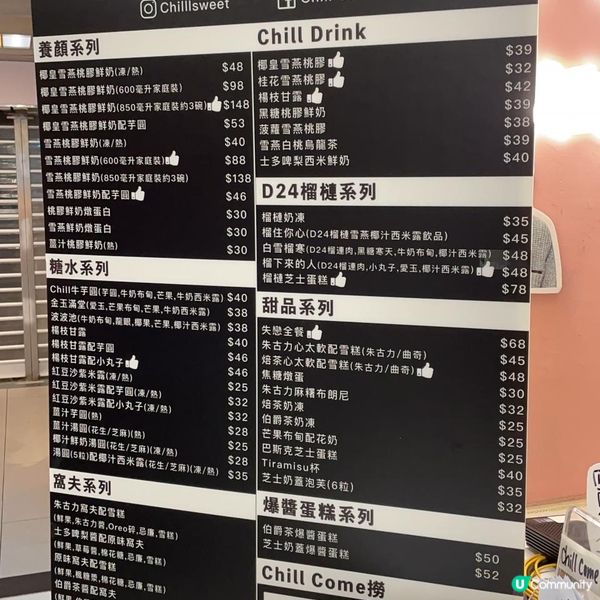 Chilllsweet
養顏系列
椰皇雪燕桃膠鮮奶(凍/熱) $48
椰皇雪燕桃膠鮮奶(600毫升家庭裝) $98
椰皇雪燕桃膠鮮奶(850毫升家庭裝約3碗) $148
椰皇雪燕桃膠鮮奶配芋圓 $53
雪燕桃膠鮮奶(凍/熱) $40
雪燕桃膠鮮奶(600毫升家庭裝) $88
雪燕桃膠鮮奶(850毫升家庭裝約3碗) $138
雪燕桃膠鮮奶配芋圓 $46
桃膠鮮奶燉蛋白 $30
雪燕鮮奶燉蛋白 $30
薑汁桃膠鮮奶(熱) $30
糖水系列
Chill牛芋圓(芋圓,牛奶布甸,芒果,牛奶西米露) $40
金玉滿堂(愛玉,芒果布甸,芒果,牛奶西米露) $38
波波池(牛奶布甸,龍眼,椰果,芒果,椰汁西米露) $38
楊枝甘露 $40
楊枝甘露配芋圓 $46
楊枝甘露配小丸子 $46
紅豆沙紫米露(凍/熱) $25
紅豆沙紫米露配芋圓(凍/熱) $32
紅豆沙紫米露配小丸子(凍/熱) $32
薑汁芋圓(熱) $28
薑汁湯圓(花生/芝麻)(熱) $25
椰汁鮮奶湯圓(花生/芝麻)(凍/熱) $28
湯圓(5粒)配椰汁西米露(花生/芝麻)(凍/熱) $35
窩夫系列
朱古力窩夫配雪糕
(鮮果,朱古力醬,Oreo碎,忌廉,雪糕)
士多啤梨醬配原味窩夫
(鮮果,草莓醬,棉花糖,忌廉,雪糕)
原味窩夫配雪糕
(鮮果,楓糖漿,棉花糖,忌廉,雪糕)
伯爵茶醬配窩夫
Chill Drink
$39
椰皇雪燕桃膠 $32
桂花雪燕桃膠 $42
楊枝甘露 $39
黑糖桃膠鮮奶 $38
菠蘿雪燕桃膠 $39
雪燕白桃烏龍茶 $40
士多啤梨西米鮮奶
D24榴槤系列
榴槤奶凍 $35
榴住你心(D24榴槤雪燕椰汁西米露飲品) $45
白雪榴寒(D24榴槤肉,黑糖寒天,牛奶布甸,椰汁西米露) $48
榴下來的人(D24榴槤肉,小丸子,愛玉,椰汁西米露) $48
榴槤芝士蛋糕 $78
甜品系列
失戀全餐 $68
朱古力心太軟配雪糕(朱古力/曲奇) $45
焙茶心太軟配雪糕(朱古力/曲奇) $48
焦糖燉蛋 $30
朱古力麻糬布朗尼 $32
焙茶奶凍 $25
伯爵茶奶凍 $25
芒果布甸配花奶 $25
巴斯克芝士蛋糕 $40
Tiramisu杯 $35
芝士奶蓋泡芙(6粒) $32
爆醬蛋糕系列
伯爵茶爆醬蛋糕 $50
芝士奶蓋爆醬蛋糕 $52
Chill Come撈
Chill Come
U Community